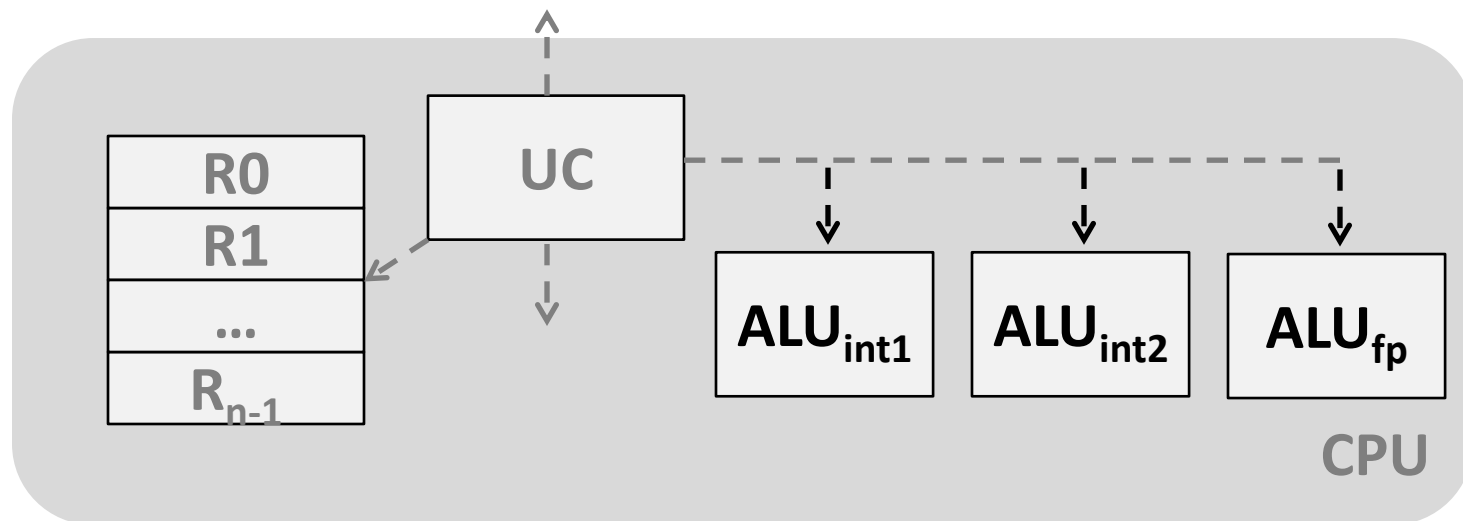 R0
R1
...
Rn-1
UC
ALUint1
ALUint2
ALUfp
CPU